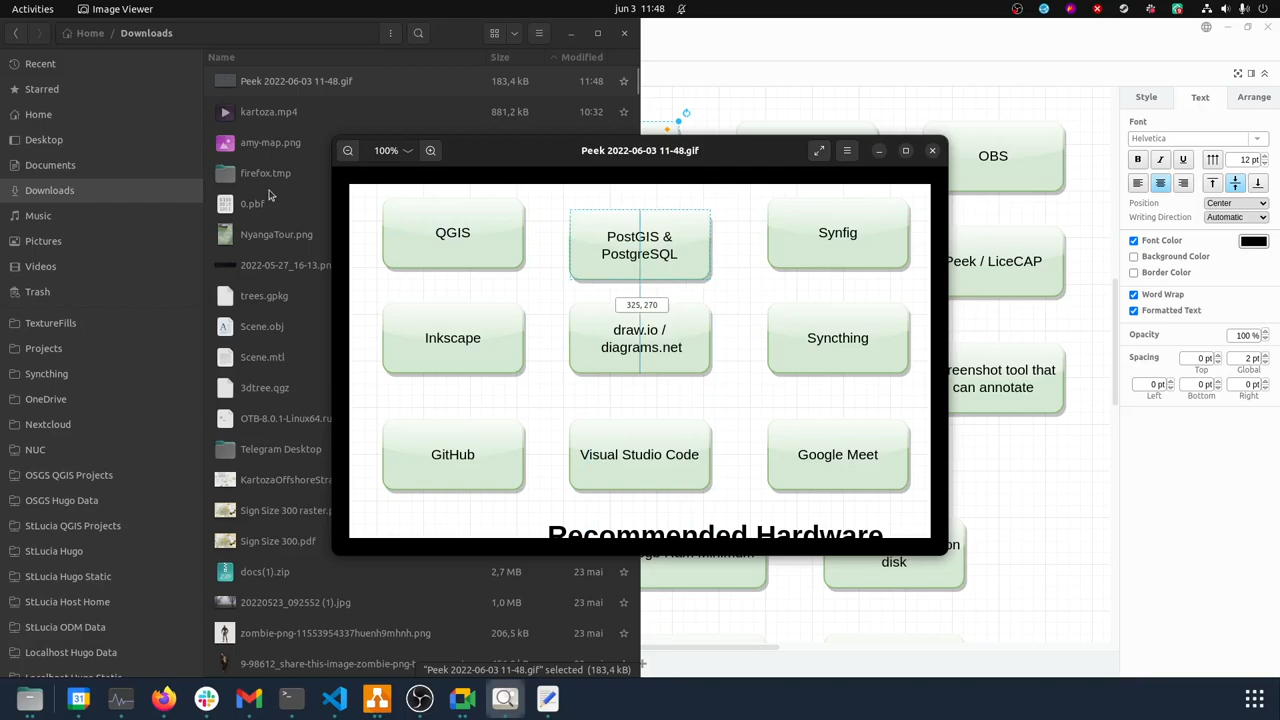 Activities
Image Viewer
jun 3 11:48
Home / Downloads
Name
Size
Modified
Recent
Starred
Home
Desktop
Documents
Downloads
Music
Pictures
Videos
Trash
TextureFills
Projects
Syncthing
OneDrive
Nextcloud
NUC
OSGS QGIS Projects
OSGS Hugo Data
StLucia QGIS Projects
StLucia Hugo
StLucia Hugo Static
StLucia Host Home
StLucia ODM Data
Localhost Hugo Data
Peek 2022-06-03 11-48.gif
183,4 kB
11:48
kartoza.mp4
881,2 kB
10:32
amy-map.png
firefox.tmp
0.pbf
NyangaTour.png
2022-05-27_16-13.pn
trees.gpkg
Scene.obj
Scene.mtl
3dtree.qgz
OTB-8.0.1-Linux64.ru
Telegram Desktop
KartozaOffshoreStra
Sign Size 300 raster.p
Sign Size 300.pdf
docs(1).zip
2,7 MB
23 mai
20220523_092552 (1).jpg
1,0 MB
23 mai
zombie-png-11553954337huenh9mhnh.png
206,5 kB
23 mai
9-98612_share-this-image-zombie-png-t
"Peek 2022-06-03 11-48.gif" selected (183,4 kB)
100%
Peek 2022-06-03 11-48.gif
QGIS
PostGIS &
PostgreSQL
Synfig
325, 270
Inkscape
draw.io /
diagrams.net
Syncthing
GitHub
Visual Studio Code
Google Meet
Recommended Hardware
OBS
Peek / LiceCAP
reenshot tool that
can annotate
on
disk
Style
Text
Arrange
Font
Helvetica
B
I
U
12 pt
Position
Center
Writing Direction
Automatic
Font Color
Background Color
Border Color
Word Wrap
Formatted Text
Opacity
100 %
Spacing
0 pt
2 pt
Top
Global
0 pt
0 pt
0 pt
Left
Bottom
Right